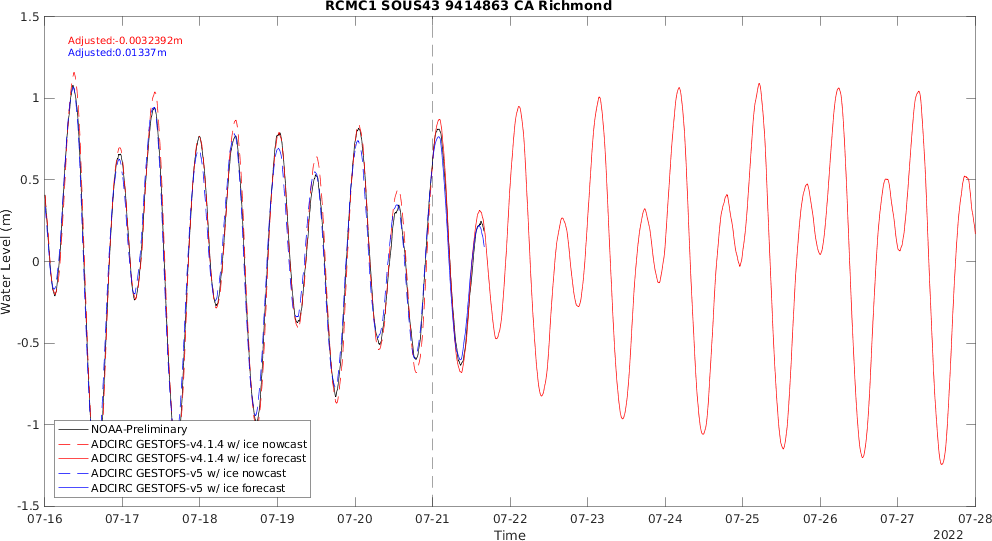 RCMC1 SOUS43 9414863 CA Richmond
Adjusted:-0.0032392m
Adjusted:0.01337m
Water Level (m)
1.5
1
0.5
0
-0.5
-1
-1.5
NOAA-Preliminary
ADCIRC GESTOFS-v4.1.4 w/ ice nowcast
ADCIRC GESTOFS-v4.1.4 w/ ice forecast
ADCIRC GESTOFS-v5 w/ ice nowcast
ADCIRC GESTOFS-v5 w/ ice forecast
07-16 07-17 07-18 07-19 07-20 07-21 07-22 07-23 07-24 07-25 07-26 07-27 07-28
Time
2022